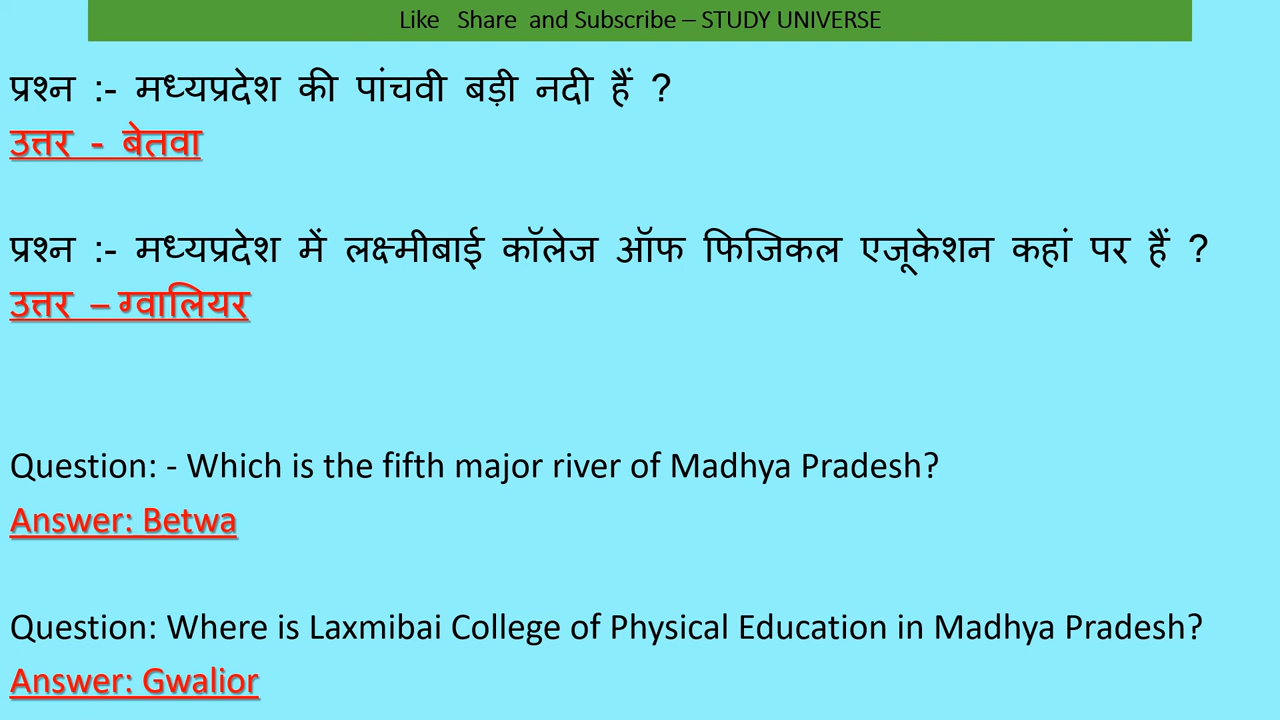 Like Share and Subscribe – STUDY UNIVERSE
प्रश्न :- मध्यप्रदेश की पांचवी बड़ी नदी हैं ?
उत्तर - बेतवा
प्रश्न :- मध्यप्रदेश में लक्ष्मीबाई कॉलेज ऑफ फिजिकल एजूकेशन कहां पर हैं ?
उत्तर – ग्वालियर
Question: - Which is the fifth major river of Madhya Pradesh?
Answer: Betwa
Question: Where is Laxmibai College of Physical Education in Madhya Pradesh?
Answer: Gwalior